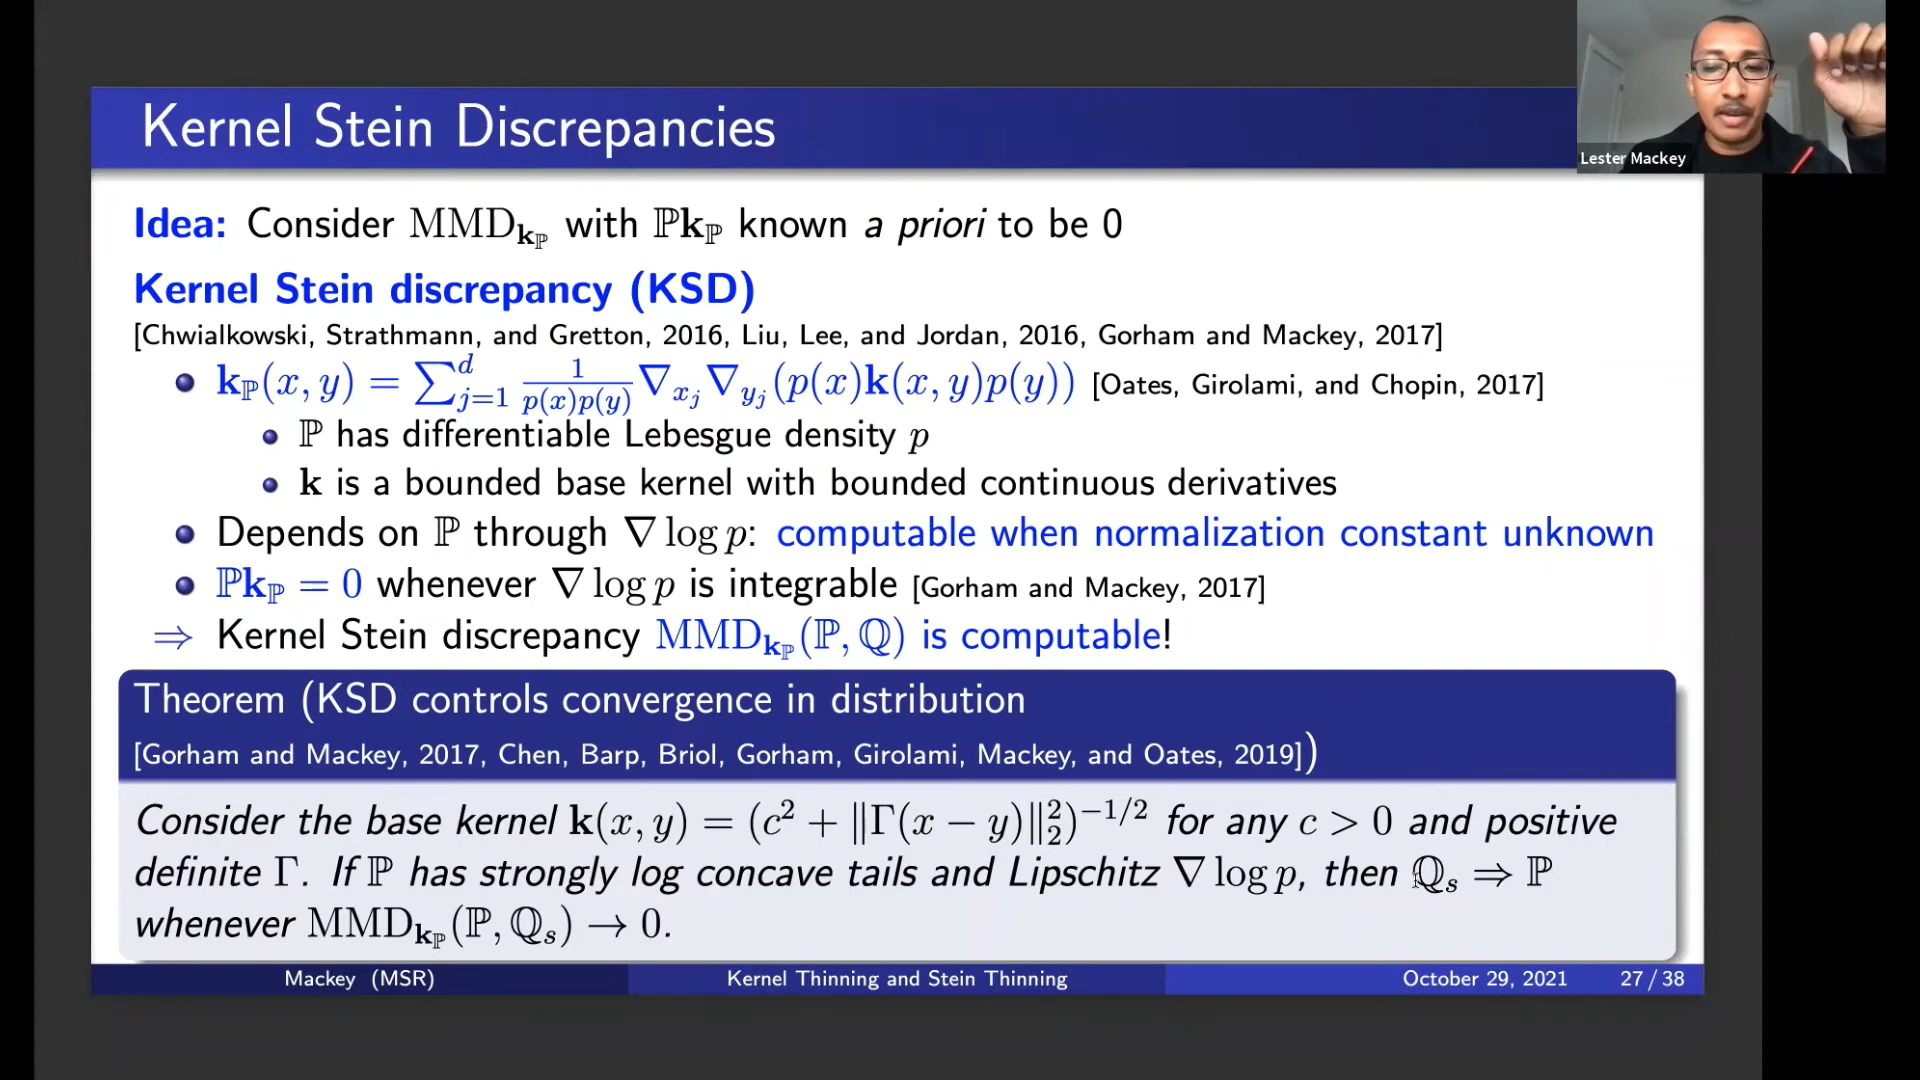 Kernel Stein Discrepancies
Lester Mackey
Idea: Consider MMD_{k_ℙ} with ℙk_ℙ known a priori to be 0
Kernel Stein discrepancy (KSD)
[Chwialkowski, Strathmann, and Gretton, 2016, Liu, Lee, and Jordan, 2016, Gorham and Mackey, 2017]
• k_ℙ(x, y) = ∑_{j=1}^{d} \frac{1}{p(x)p(y)} ∇_{x_j} ∇_{y_j} (p(x)k(x, y)p(y)) [Oates, Girolami, and Chopin, 2017]
• ℙ has differentiable Lebesgue density p
• k is a bounded base kernel with bounded continuous derivatives
• Depends on ℙ through ∇ log p: computable when normalization constant unknown
• ℙk_ℙ = 0 whenever ∇ log p is integrable [Gorham and Mackey, 2017]
⇒ Kernel Stein discrepancy MMD_{k_ℙ}(ℙ, ℚ) is computable!
Theorem (KSD controls convergence in distribution
[Gorham and Mackey, 2017, Chen, Barp, Briol, Gorham, Girolami, Mackey, and Oates, 2019])
Consider the base kernel k(x, y) = (c² + ‖Γ(x − y)‖₂²)^{−1/2} for any c > 0 and positive
definite Γ. If ℙ has strongly log concave tails and Lipschitz ∇ log p, then ℚ_s ⇒ ℙ
whenever MMD_{k_ℙ}(ℙ, ℚ_s) → 0.
Mackey (MSR) Kernel Thinning and Stein Thinning October 29, 2021 27 / 38